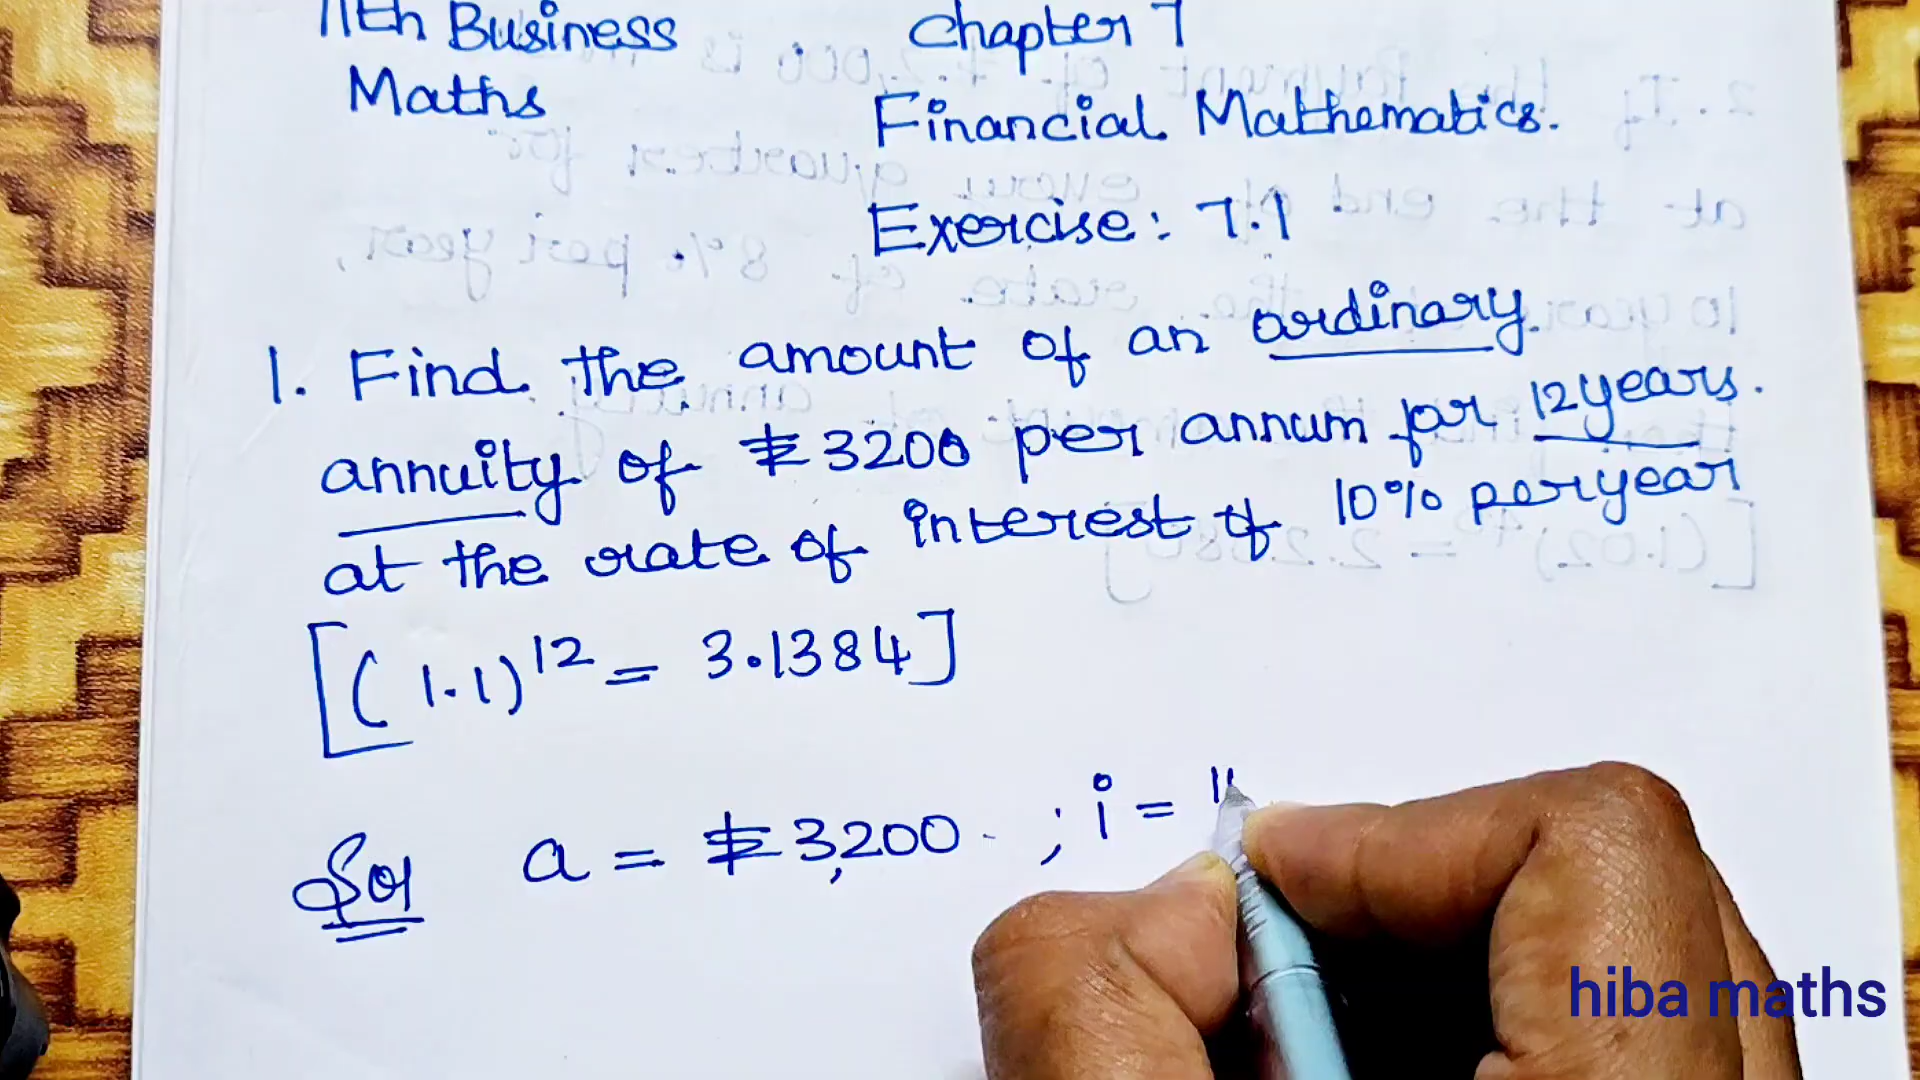 11th Business
Maths
Chapter 7
Financial Mathematics.
Exercise: 7.1
1. Find the amount of an ordinary
annuity of ₹3200 per annum for 12 years.
at the rate of interest of 10% per year
[(1.1)^12 = 3.1384]
Sol a = ₹3,200 ; i =
hiba maths